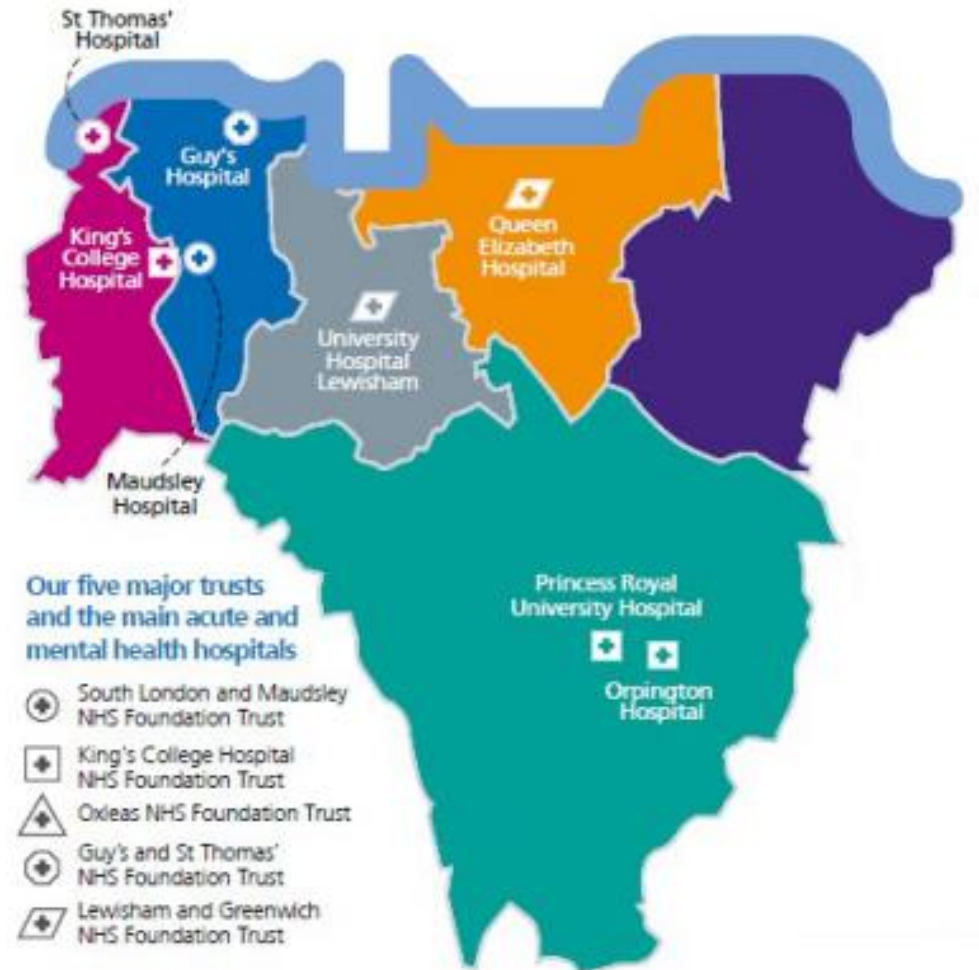 St Thomas'
Hospital
Guy's
Hospital
King's
College
Hospital
Queen
Elizabeth
Hospital
University
Hospital
Lewisham
Maudsley
Hospital
Princess Royal
University Hospital
Orpington
Hospital
Our five major trusts
and the main acute and
mental health hospitals
South London and Maudsley
NHS Foundation Trust
King's College Hospital
NHS Foundation Trust
Oxleas NHS Foundation Trust
Guy's and St Thomas'
NHS Foundation Trust
Lewisham and Greenwich
NHS Foundation Trust